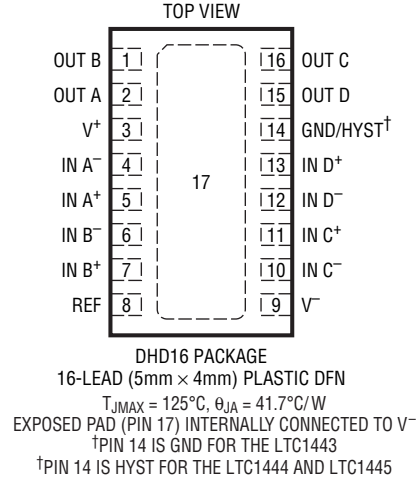 TOP VIEW
OUT B 1 16 OUT C
OUT A 2 15 OUT D
V⁺ 3 14 GND/HYST†
IN A⁻ 4 13 IN D⁺
17
IN A⁺ 5 12 IN D⁻
IN B⁻ 6 11 IN C⁺
IN B⁺ 7 10 IN C⁻
REF 8 9 V⁻
DHD16 PACKAGE
16-LEAD (5mm × 4mm) PLASTIC DFN
TJMAX = 125°C, θJA = 41.7°C/W
EXPOSED PAD (PIN 17) INTERNALLY CONNECTED TO V⁻
†PIN 14 IS GND FOR THE LTC1443
†PIN 14 IS HYST FOR THE LTC1444 AND LTC1445